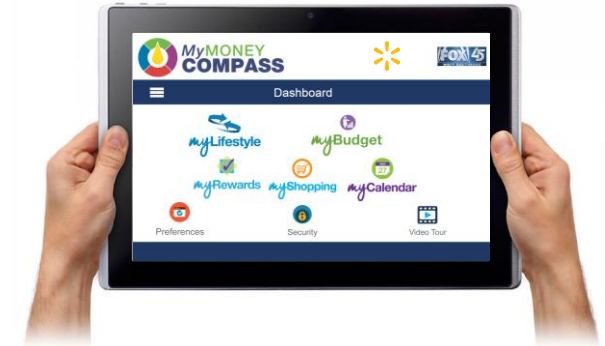 MyMONEY
COMPASS
FOX 45
Dashboard
myLifestyle
myBudget
myRewards
myShopping
myCalendar
27
Preferences
Security
Video Tour